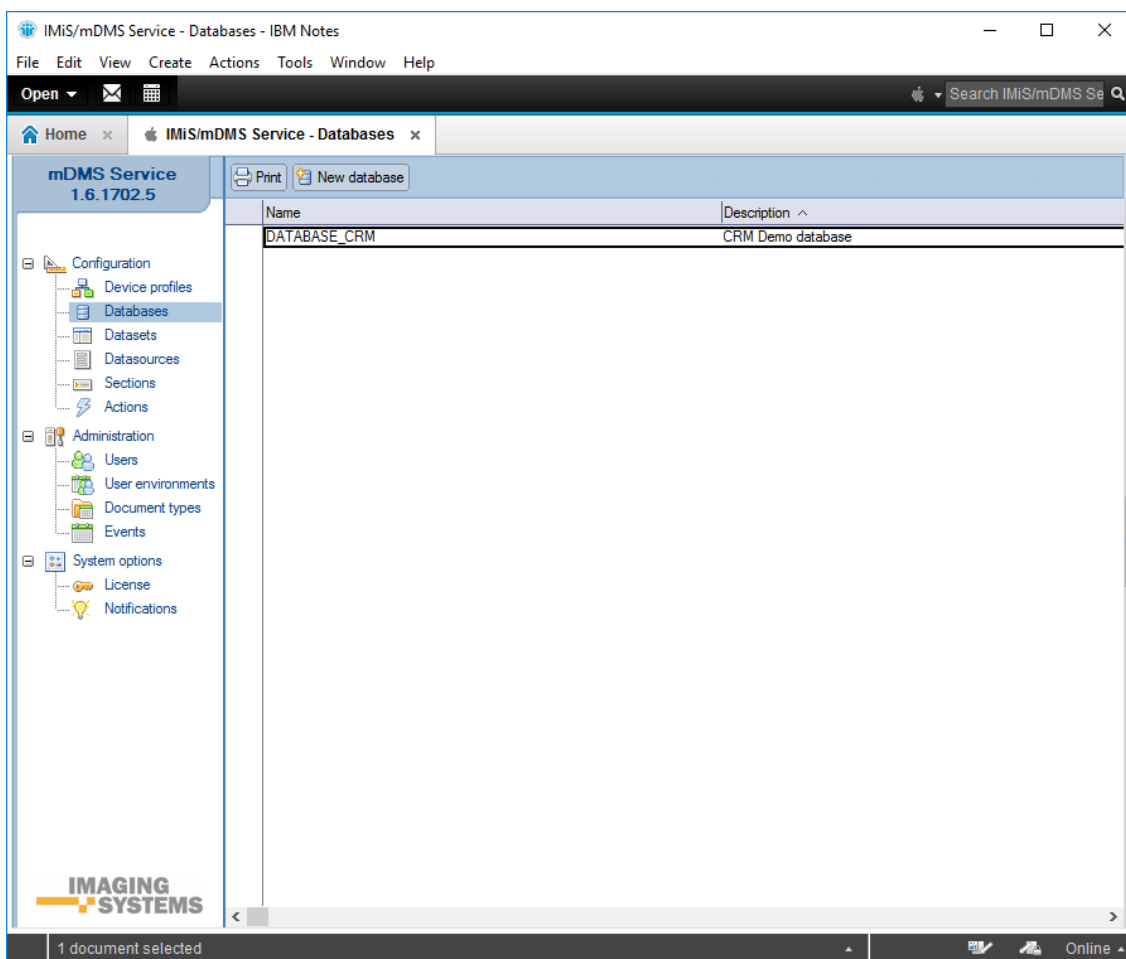 IMiS/mDMS Service - Databases - IBM Notes
File Edit View Create Actions Tools Window Help
Open Search IMiS/mDMS Se
Home IMiS/mDMS Service - Databases
mDMS Service
1.6.1702.5
Print New database
Name Description
DATABASE_CRM CRM Demo database
Configuration
Device profiles
Databases
Datasets
Datasources
Sections
Actions
Administration
Users
User environments
Document types
Events
System options
License
Notifications
IMAGING
SYSTEMS
1 document selected Online